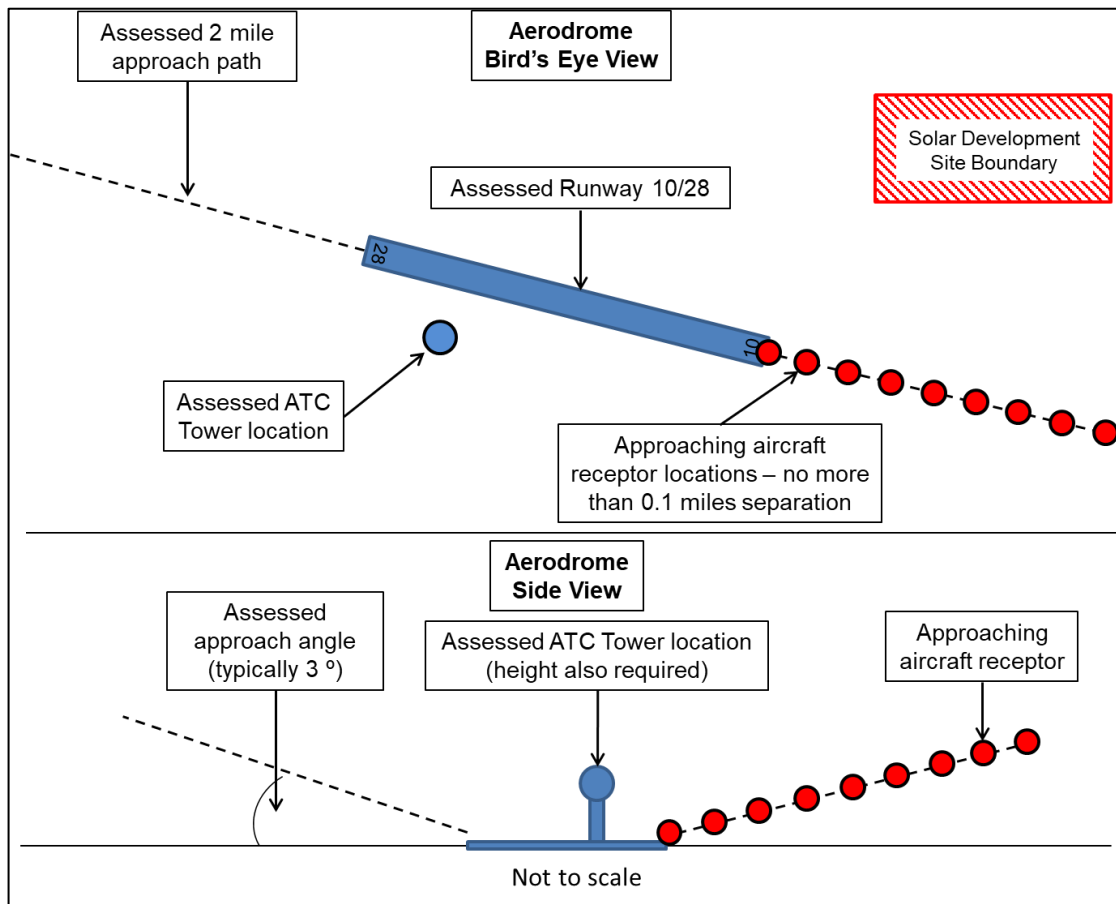 Assessed 2 mile
approach path
Aerodrome
Bird's Eye View
Solar Development
Site Boundary
Assessed Runway 10/28
28
10
Assessed ATC
Tower location
Approaching aircraft
receptor locations – no more
than 0.1 miles separation
Aerodrome
Side View
Assessed
approach angle
(typically 3 º)
Assessed ATC Tower location
(height also required)
Approaching
aircraft receptor
Not to scale